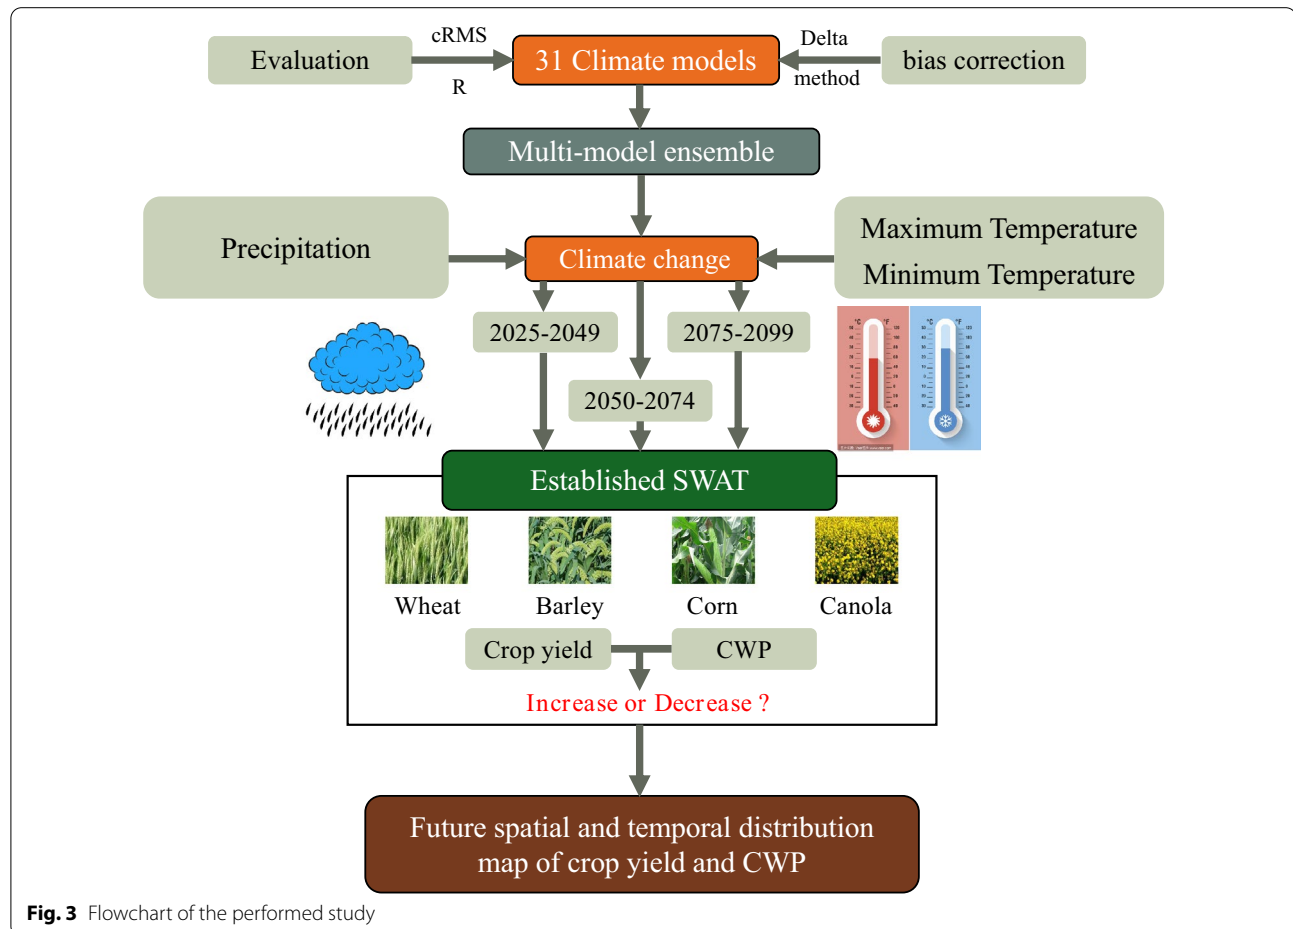 Evaluation
cRMS
R
31 Climate models
Delta
method
bias correction
Multi-model ensemble
Precipitation
Climate change
Maximum Temperature
Minimum Temperature
2025-2049
2075-2099
2050-2074
°C
°F
°C
°F
Established SWAT
Wheat
Barley
Corn
Canola
Crop yield
CWP
Increase or Decrease ?
Future spatial and temporal distribution
map of crop yield and CWP
Fig. 3 Flowchart of the performed study